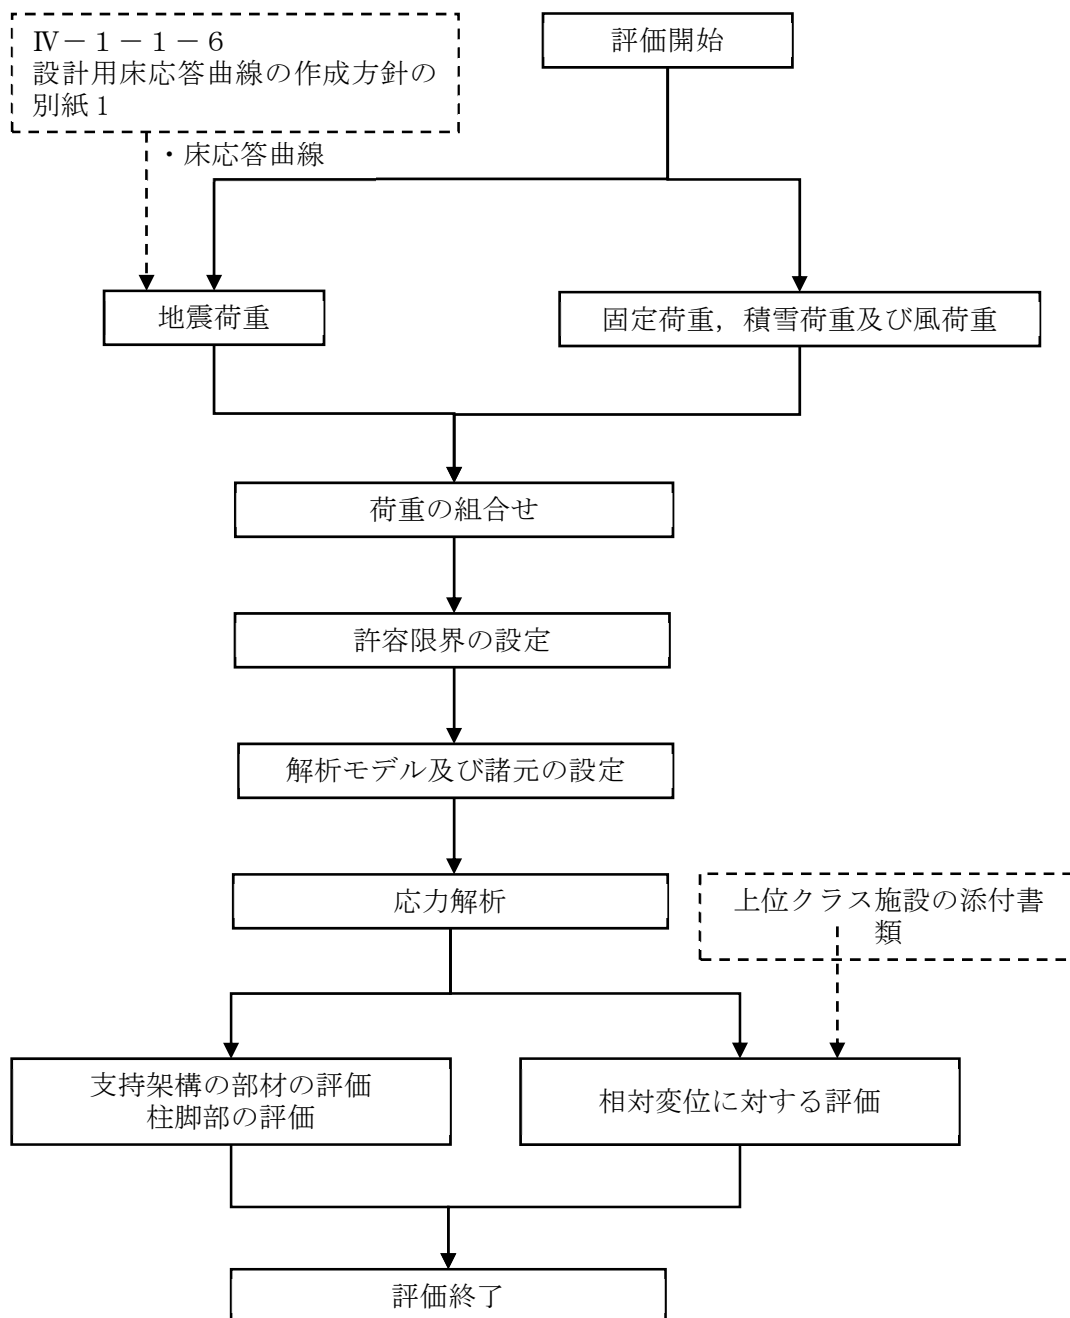 Ⅳ－１－１－６
設計用床応答曲線の作成方針の
別紙１
評価開始
・床応答曲線
地震荷重
固定荷重，積雪荷重及び風荷重
荷重の組合せ
許容限界の設定
解析モデル及び諸元の設定
応力解析
上位クラス施設の添付書
類
支持架構の部材の評価
柱脚部の評価
相対変位に対する評価
評価終了